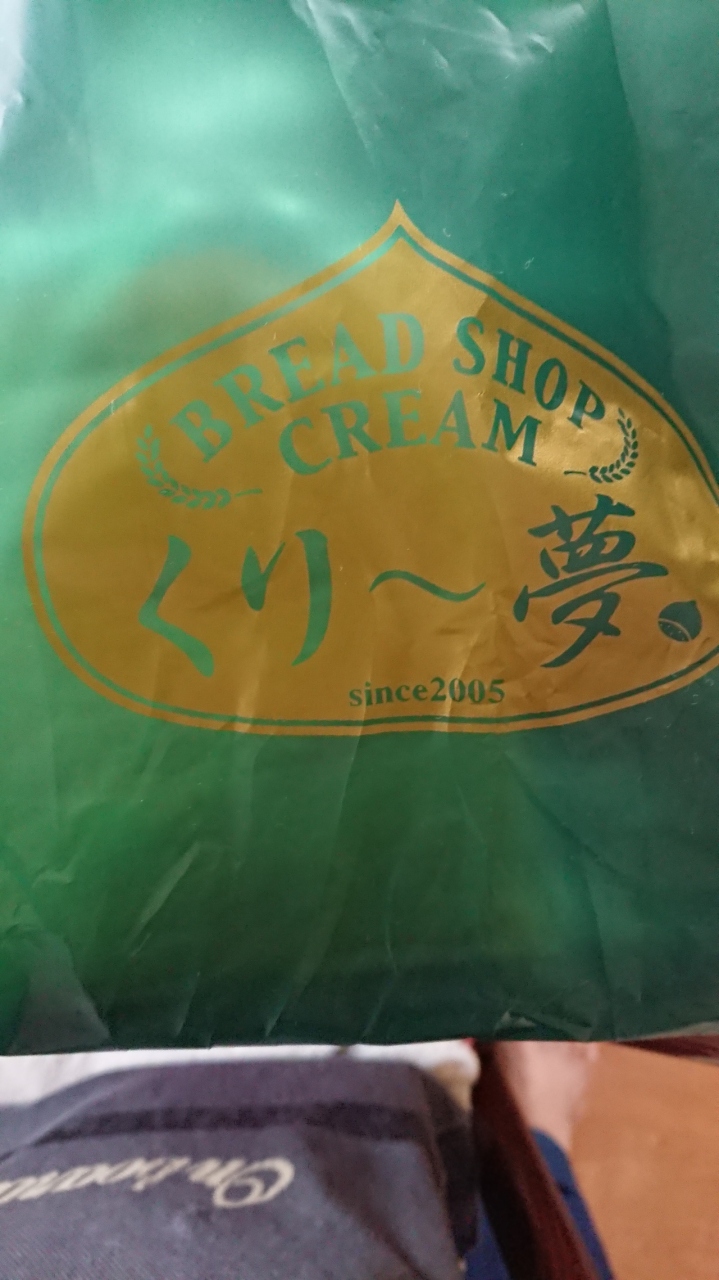 BREAD SHOP
CREAM
くり〜夢
since2005